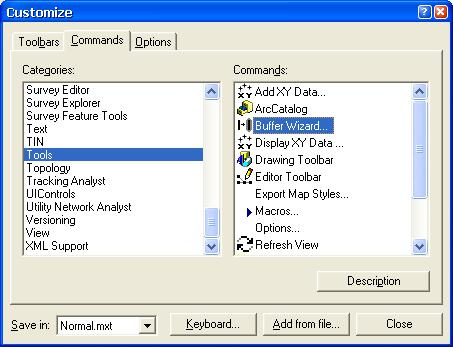 Customize
Toolbars Commands Options
Categories:
Survey Editor
Survey Explorer
Survey Feature Tools
Text
TIN
Tools
Topology
Tracking Analyst
UIControls
Utility Network Analyst
Versioning
View
XML Support
Commands:
Add XY Data...
ArcCatalog
Buffer Wizard...
Display XY Data ...
Drawing Toolbar
Editor Toolbar
Export Map Styles...
Macros...
Options...
Refresh View
Description
Save in: Normal.mxt Keyboard... Add from file... Close